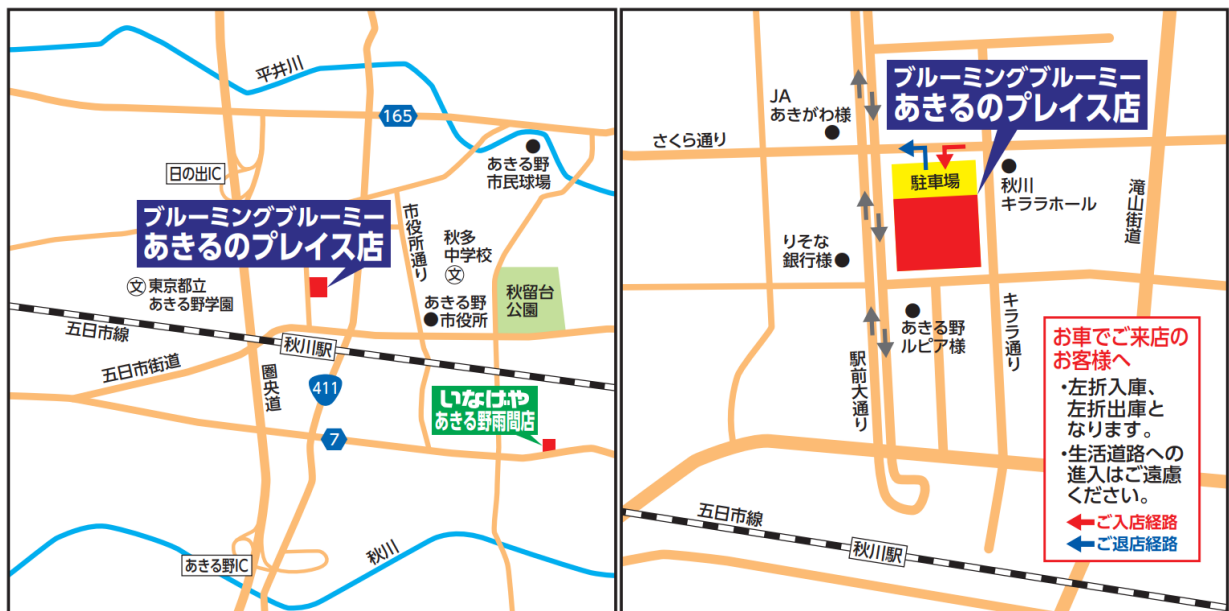 平井川
165
あきる野
市民球場
日の出IC
ブルーミングブルーミー
あきるのプレイス店
市役所通り
秋多
中学校
文
文
東京都立
あきる野学園
あきる野
市役所
秋留台
公園
五日市線
秋川駅
五日市街道
圏央道
411
7
いなげや
あきる野雨間店
あきる野IC
秋川
JA
あきがわ様
ブルーミングブルーミー
あきるのプレイス店
さくら通り
駐車場
秋川
キララホール
滝山街道
りそな
銀行様
あきる野
ルピア様
キララ通り
駅前大通り
お車でご来店の
お客様へ
・左折入庫、
左折出庫と
なります。
・生活道路への
進入はご遠慮
ください。
ご入店経路
ご退店経路
五日市線
秋川駅